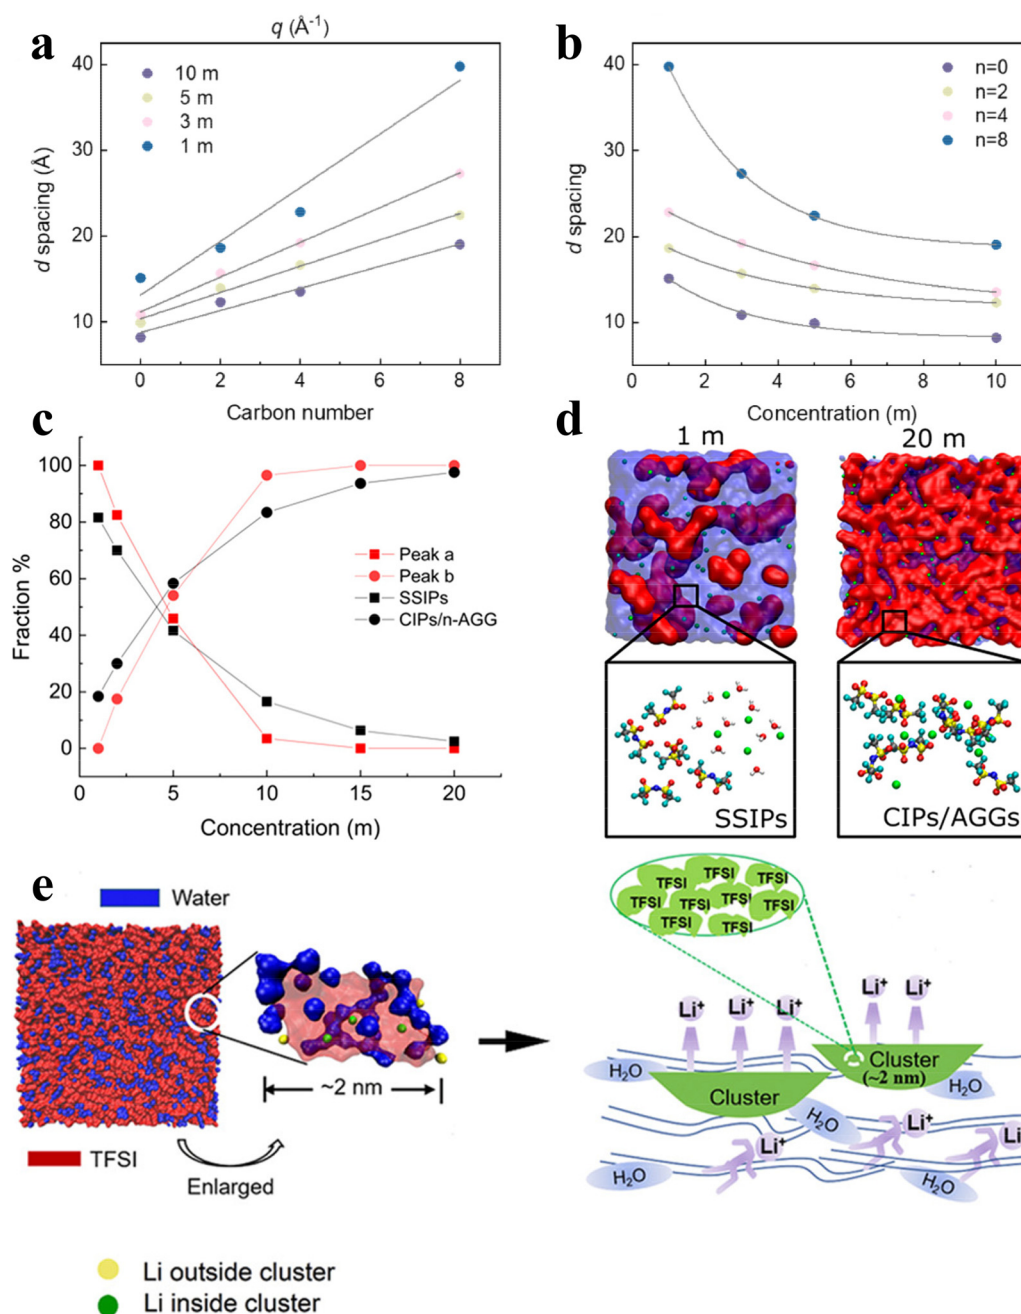 a
q (Å-1)
40
30
20
10
d spacing (Å)
10 m
5 m
3 m
1 m
0
2
4
6
8
Carbon number
b
40
30
20
10
d spacing
n=0
n=2
n=4
n=8
0
2
4
6
8
10
Concentration (m)
c
100
80
60
40
20
0
Fraction %
Peak a
Peak b
SSIPs
CIPs/n-AGG
0
5
10
15
20
Concentration (m)
d
1 m
20 m
SSIPs
CIPs/AGGs
e
Water
~2 nm
TFSI
Enlarged
Li outside cluster
Li inside cluster
TFSI
TFSI
TFSI
TFSI
TFSI
TFSI
TFSI
TFSI
TFSI
TFSI
Li+
Li+
Li+
Li+
Li+
H2O
Cluster
Cluster
(~2 nm)
H2O
H2O
Li+
Li+
Li+
H2O
H2O